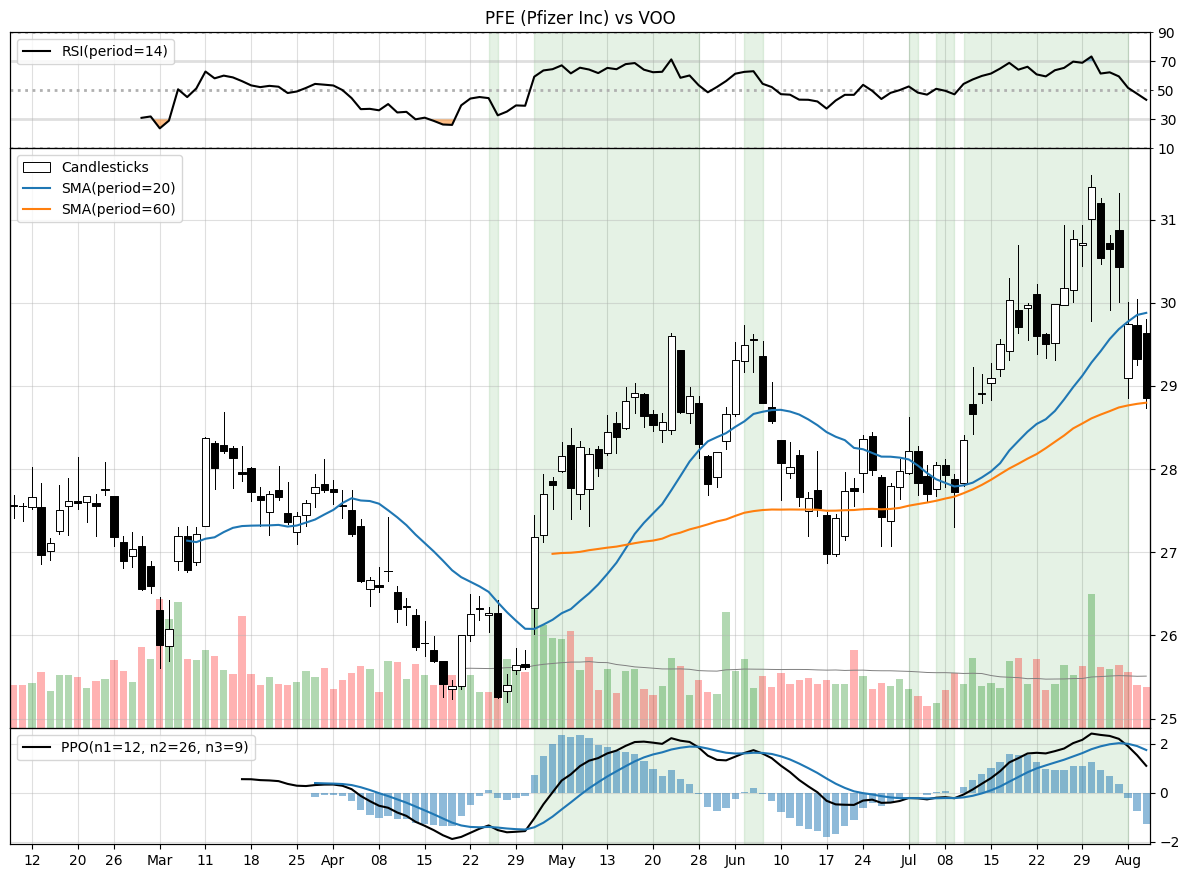 PFE (Pfizer Inc) vs VOO
RSI(period=14)
90
70
50
30
10
Candlesticks
SMA(period=20)
SMA(period=60)
31
30
29
28
27
26
25
PPO(n1=12, n2=26, n3=9)
2
0
−2
12 20 26 Mar 11 18 25 Apr 08 15 22 29 May 13 20 28 Jun 10 17 24 Jul 08 15 22 29 Aug